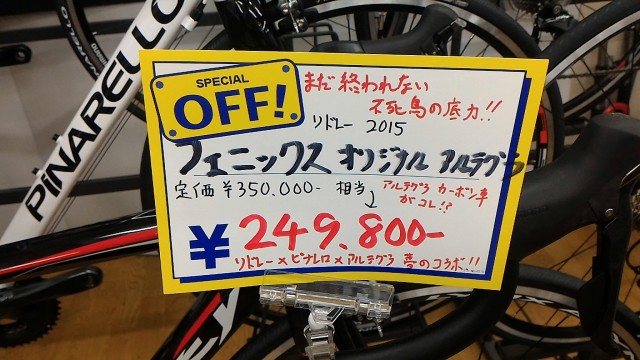 PINARELLO
SPECIAL
OFF!
まだ終われない
不死鳥の底力!!
リドレー 2015
フェニックス オリジナル アルテグラ
定価 ¥350.000- 相当
アルテグラ カーボン車
がコレ!?
¥249.800-
リドレー×ピナレロ×アルテグラ 夢のコラボ!!